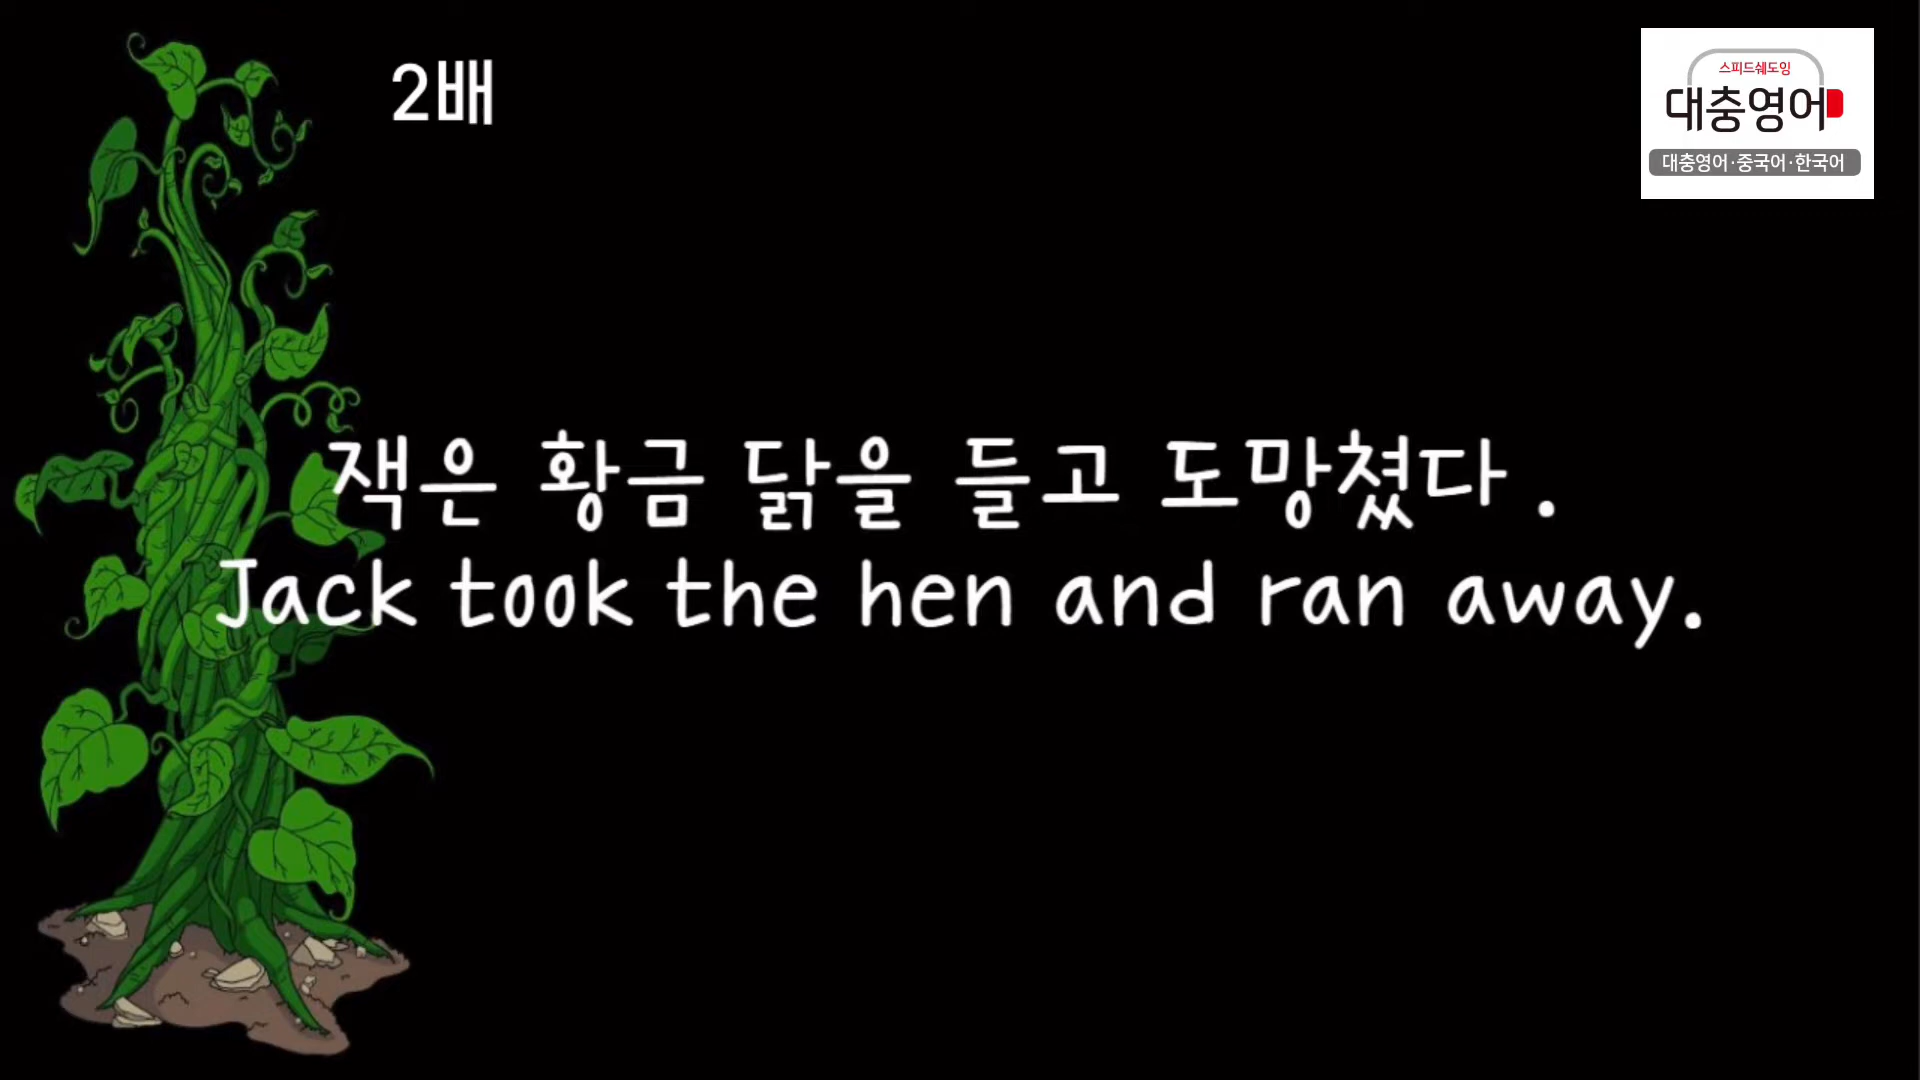 2배
스피드쉐도잉
대충영어
대충영어·중국어·한국어
잭은 황금 닭을 들고 도망쳤다 .
Jack took the hen and ran away.